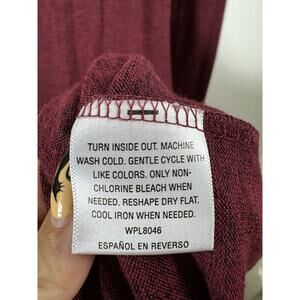 TURN INSIDE OUT. MACHINE
WASH COLD. GENTLE CYCLE WITH
LIKE COLORS. ONLY NON-
CHLORINE BLEACH WHEN
NEEDED. RESHAPE DRY FLAT.
COOL IRON WHEN NEEDED.
WPL8046
ESPAÑOL EN REVERSO